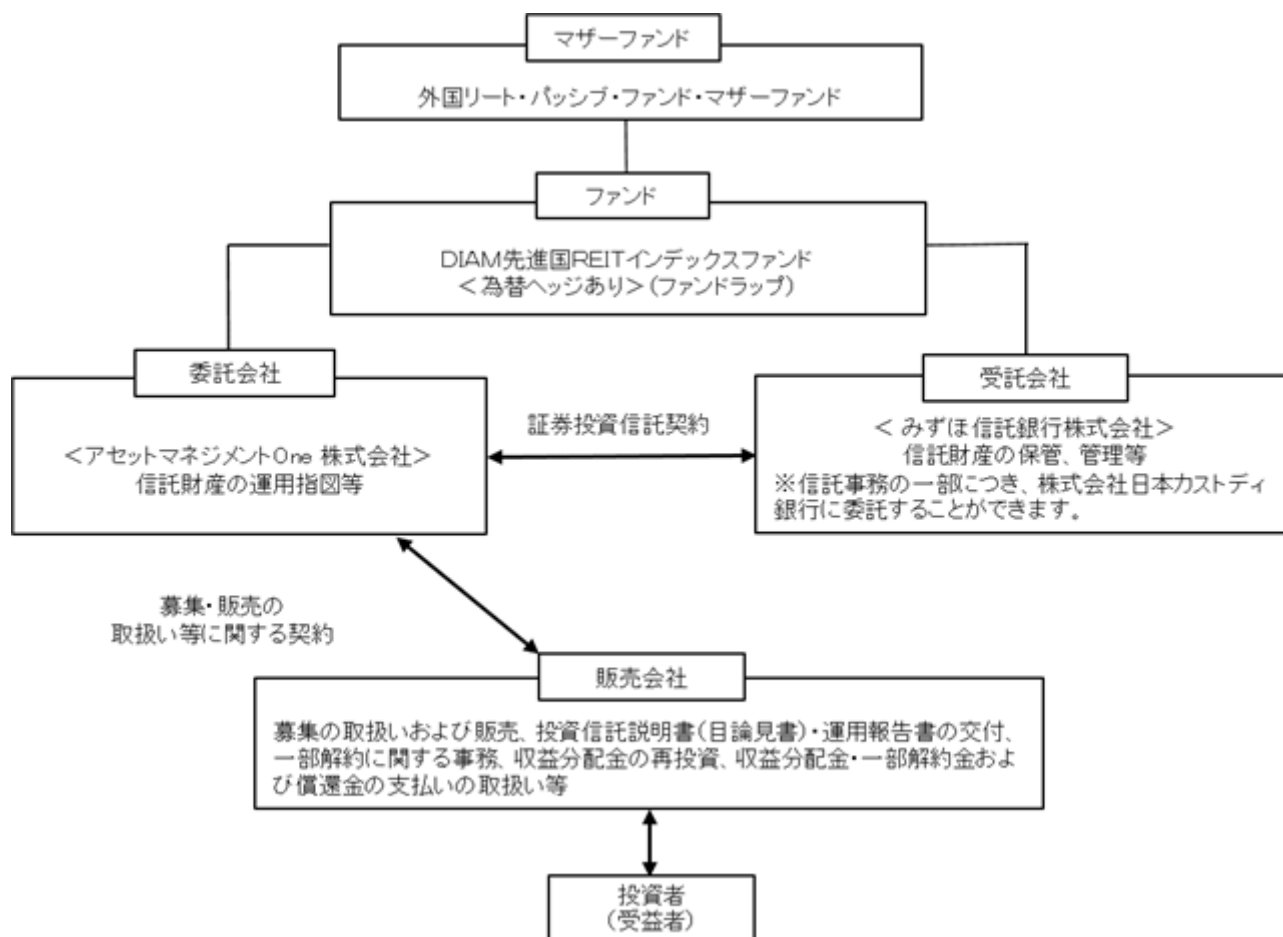 マザーファンド
外国リート・パッシブ・ファンド・マザーファンド
ファンド
DIAM先進国REITインデックスファンド
＜為替ヘッジあり＞(ファンドラップ)
委託会社
＜アセットマネジメントOne 株式会社＞
信託財産の運用指図等
証券投資信託契約
受託会社
＜ みずほ信託銀行株式会社＞
信託財産の保管、管理等
※信託事務の一部につき、株式会社日本カストディ
銀行に委託することができます。
募集・販売の
取扱い等に関する契約
販売会社
募集の取扱いおよび販売、投資信託説明書(目論見書)・運用報告書の交付、
一部解約に関する事務、収益分配金の再投資、収益分配金・一部解約金およ
び償還金の支払いの取扱い等
投資者
(受益者)